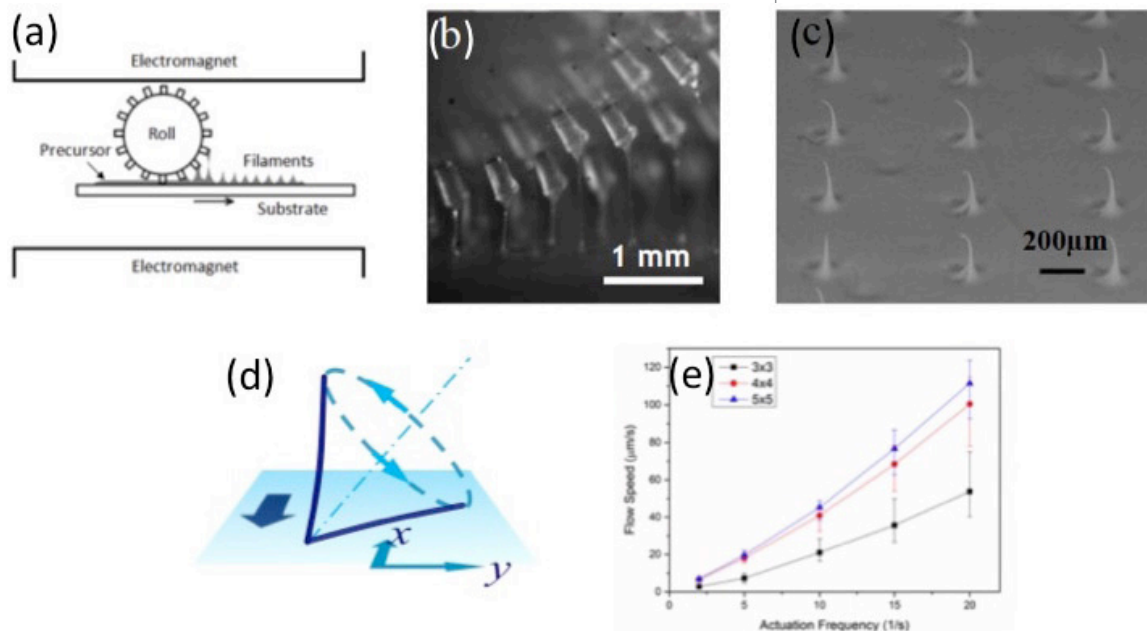 (a)
Electromagnet
Roll
Precursor
Filaments
Substrate
Electromagnet
(b)
1 mm
(c)
200µm
(d)
x
y
(e)
3x3
4x4
5x5
120
100
80
60
40
20
0
Flow Speed (µm/s)
5
10
15
20
Actuation Frequency (1/s)